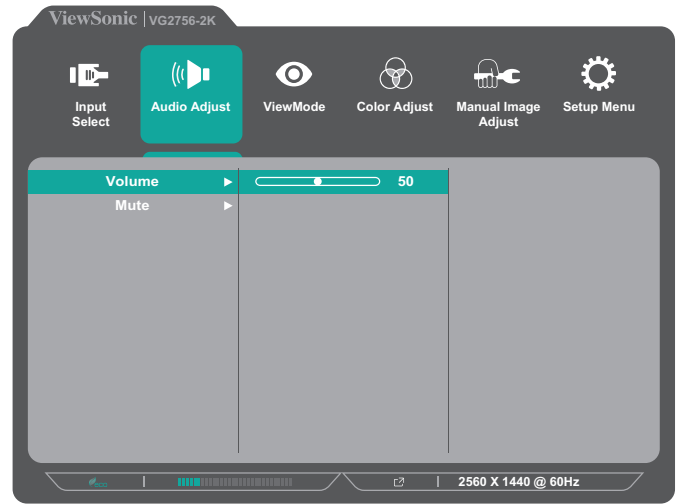 ViewSonic | VG2756-2K
Input Select
Audio Adjust
ViewMode
Color Adjust
Manual Image Adjust
Setup Menu
Volume
50
Mute
eco
2560 X 1440 @ 60Hz